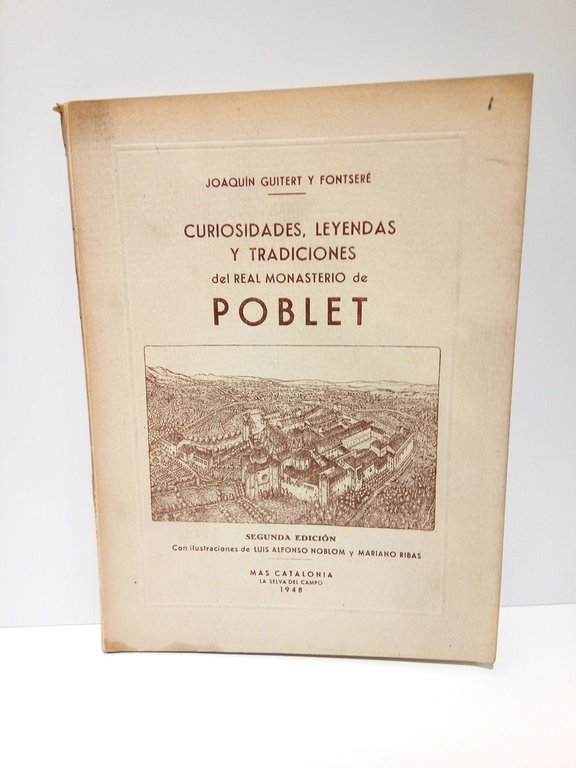 JOAQUÍN GUITERT Y FONTSERÉ
CURIOSIDADES, LEYENDAS
Y TRADICIONES
del REAL MONASTERIO de
POBLET
SEGUNDA EDICIÓN
Con ilustraciones de LUIS ALFONSO NOBLOM y MARIANO RIBAS
MAS CATALONIA
LA SELVA DEL CAMPO
1948